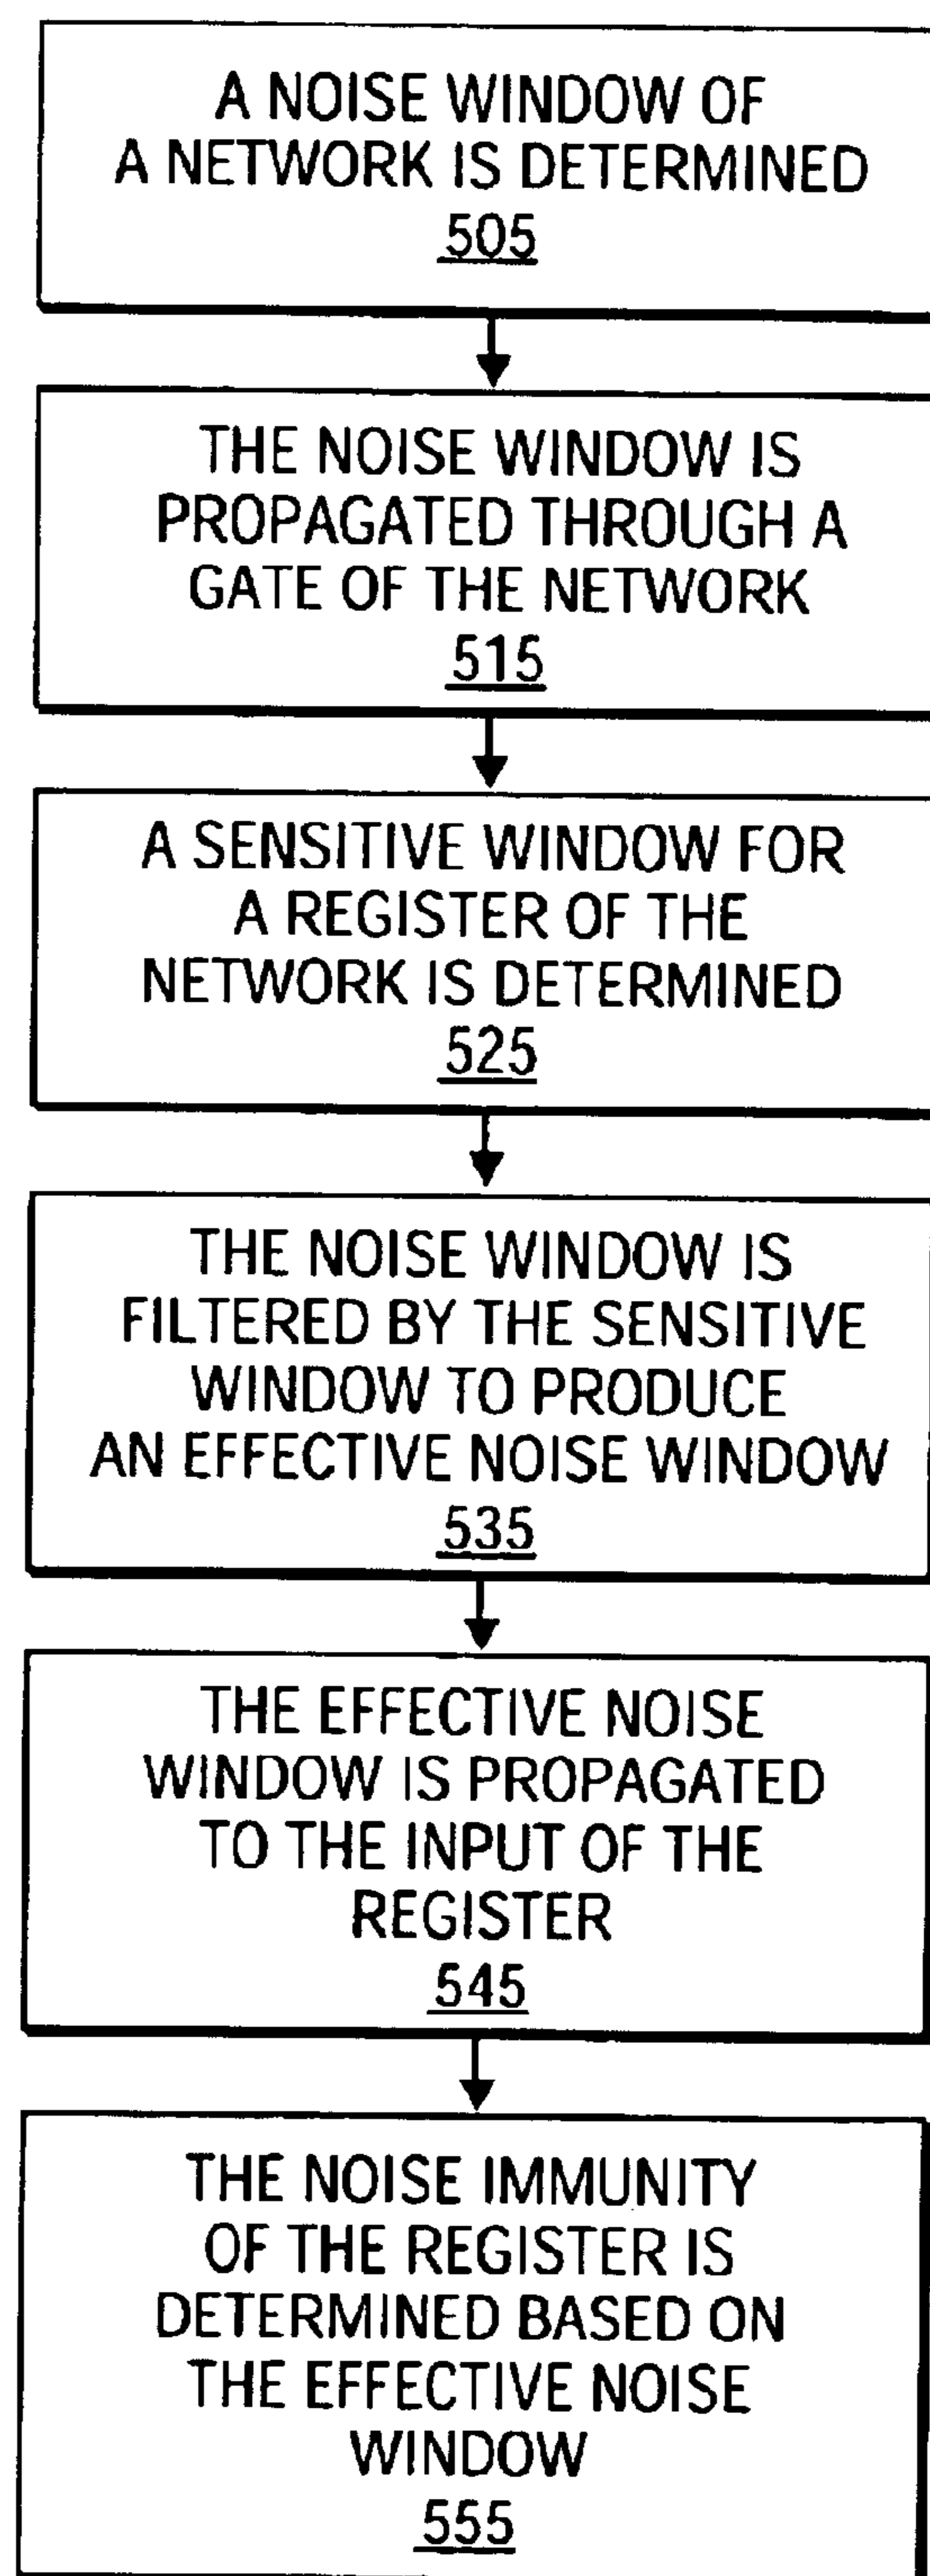 A NOISE WINDOW OF
A NETWORK IS DETERMINED
505
THE NOISE WINDOW IS
PROPAGATED THROUGH A
GATE OF THE NETWORK
515
A SENSITIVE WINDOW FOR
A REGISTER OF THE
NETWORK IS DETERMINED
525
THE NOISE WINDOW IS
FILTERED BY THE SENSITIVE
WINDOW TO PRODUCE
AN EFFECTIVE NOISE WINDOW
535
THE EFFECTIVE NOISE
WINDOW IS PROPAGATED
TO THE INPUT OF THE
REGISTER
545
THE NOISE IMMUNITY
OF THE REGISTER IS
DETERMINED BASED ON
THE EFFECTIVE NOISE
WINDOW
555